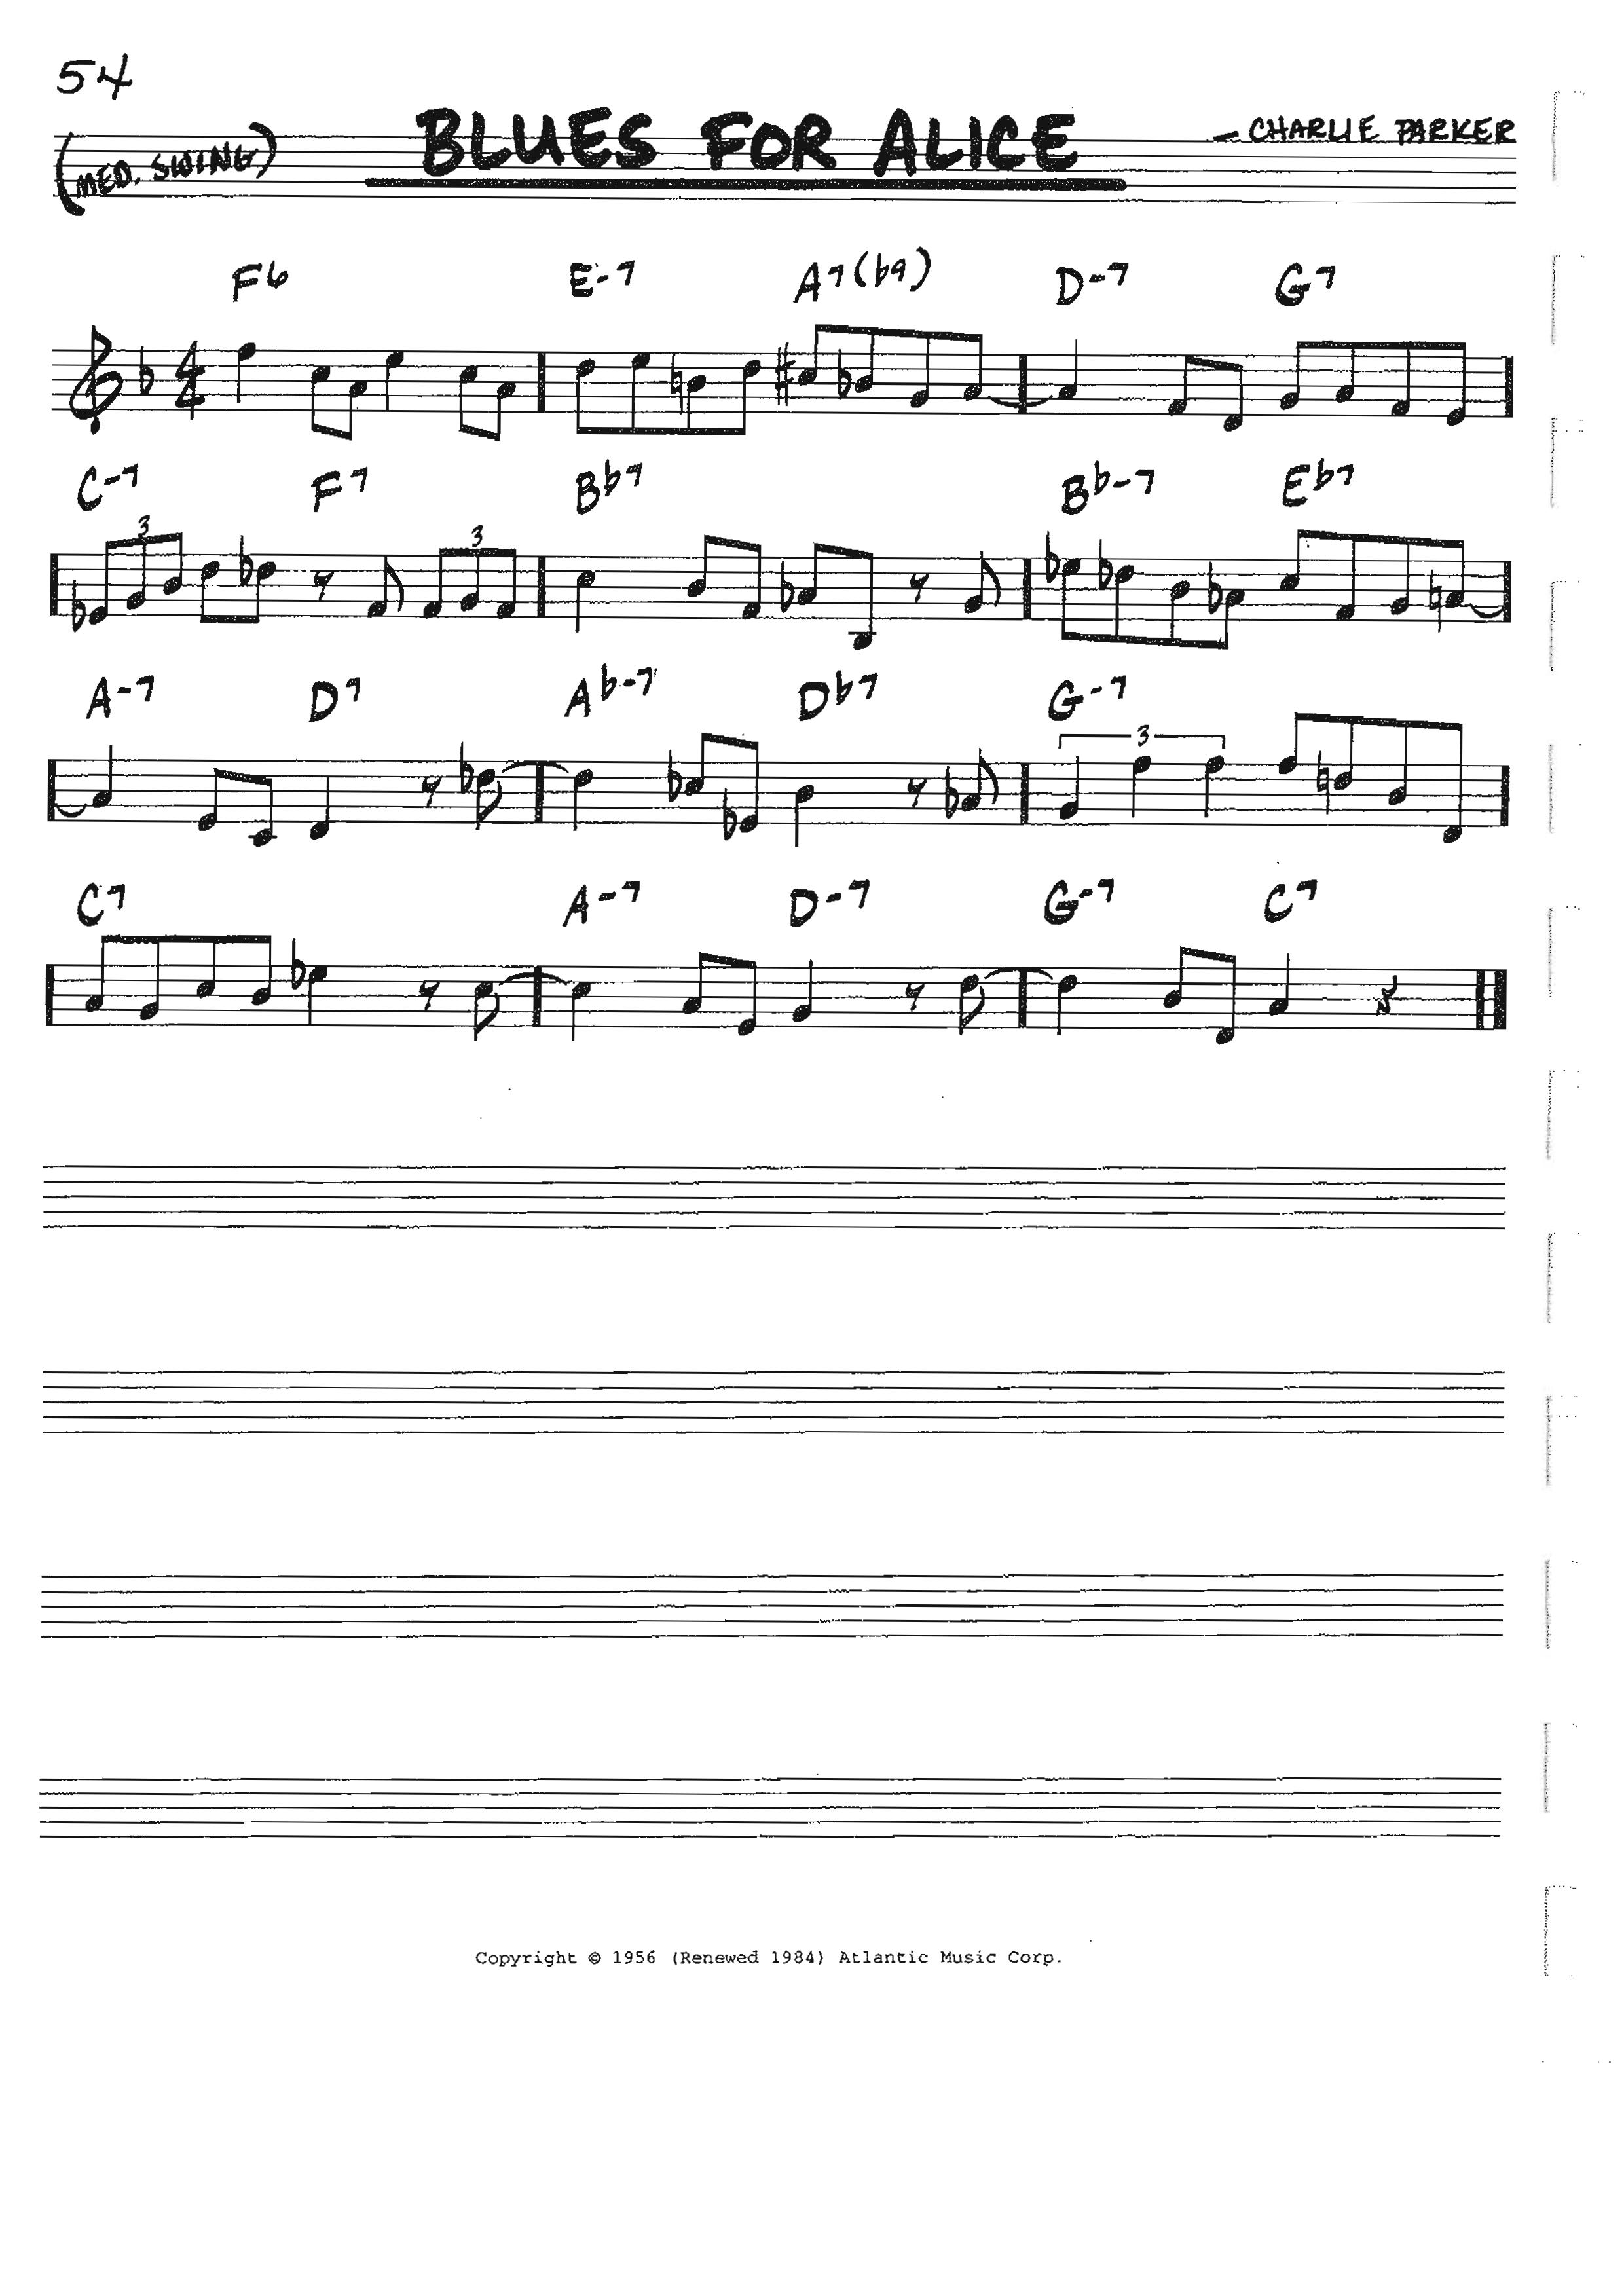 54
(MED. SWING)
BLUES FOR ALICE
– CHARLIE PARKER
F6 E-7 A7(b9) D-7 G7
4
4
C-7 F7 Bb7 Bb-7 Eb7
3 3
A-7 D7 Ab-7 Db7 G-7
3
C7 A-7 D-7 G-7 C7
Copyright © 1956 (Renewed 1984) Atlantic Music Corp.